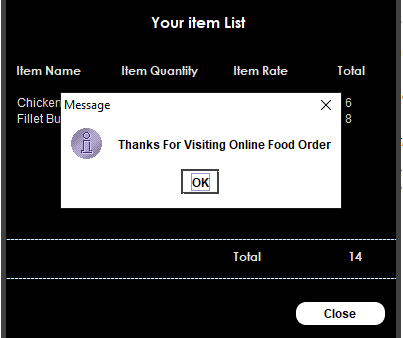 Your item List
Item Name Item Quantity Item Rate Total
Chicken 6
Fillet Bu 8
Message
Thanks For Visiting Online Food Order
OK
Total 14
Close